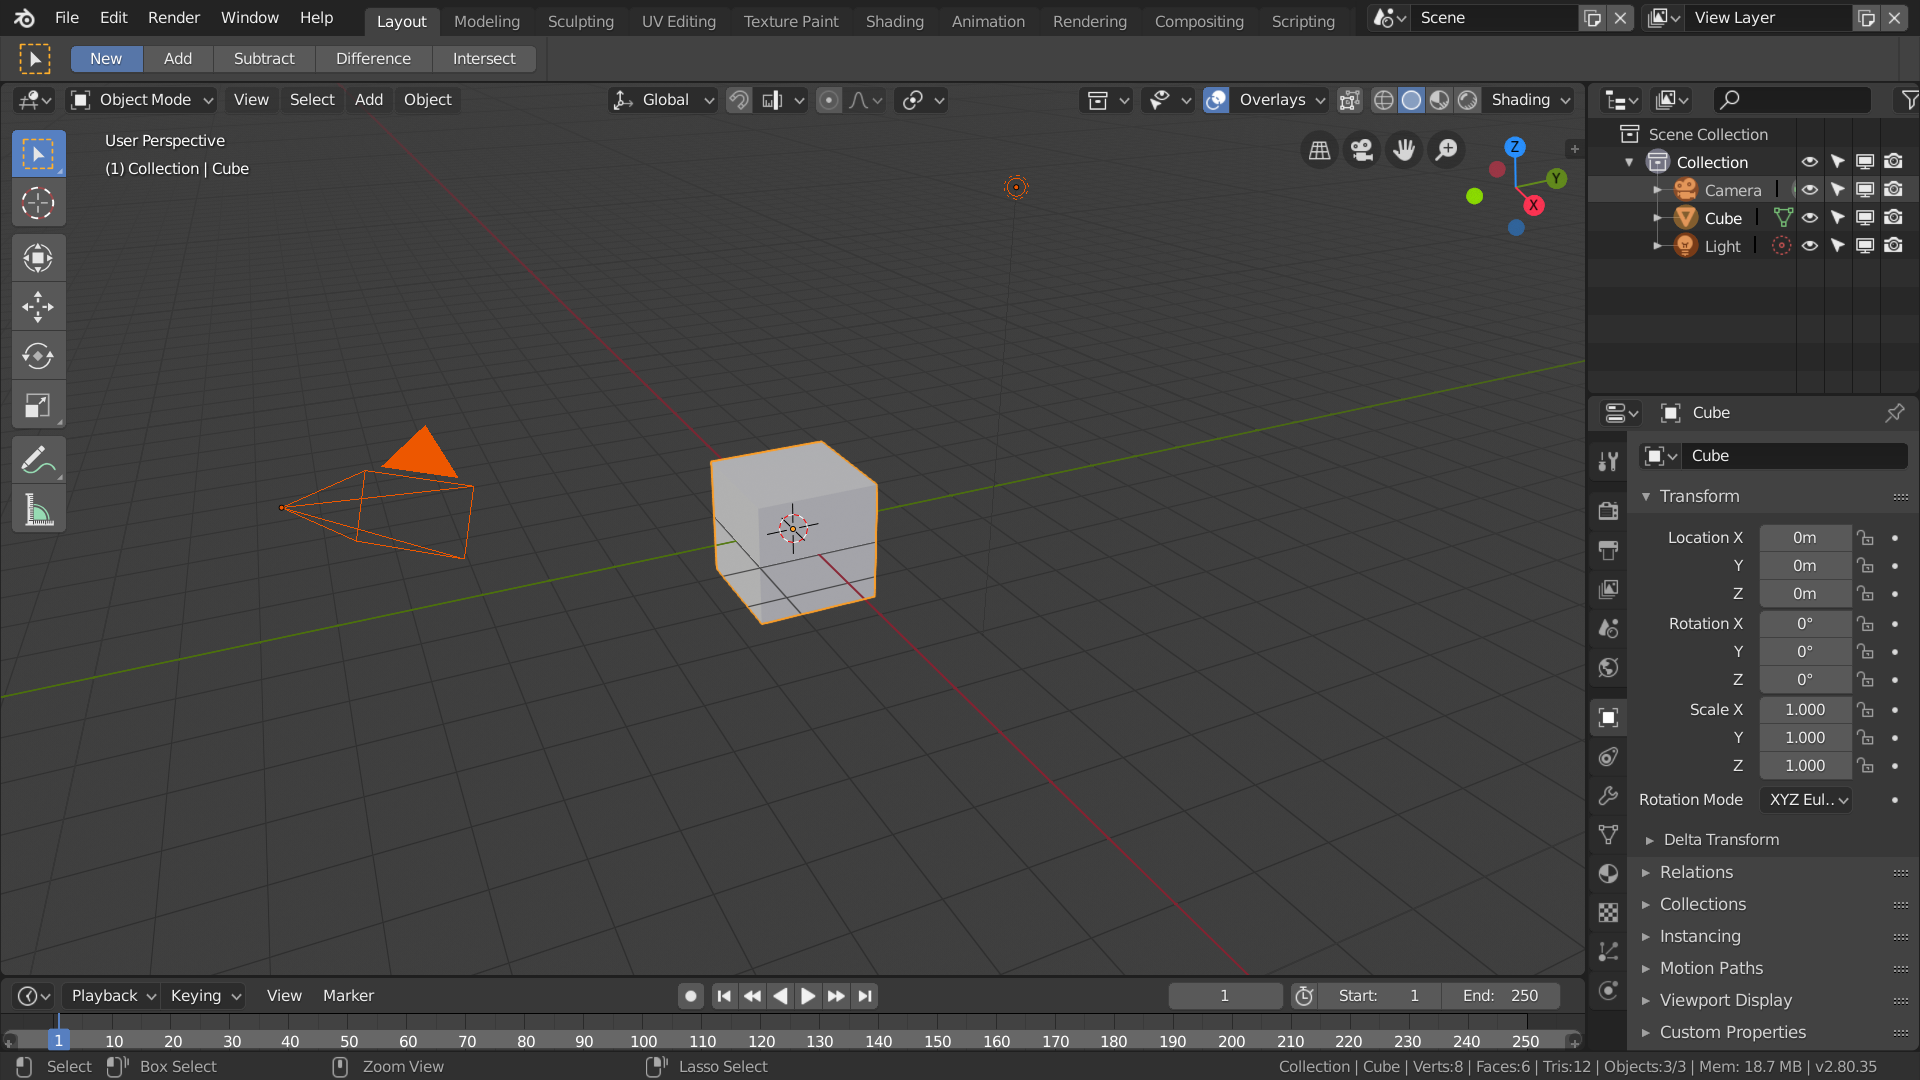 File Edit Render Window Help Layout Modeling Sculpting UV Editing Texture Paint Shading Animation Rendering Compositing Scripting Scene View Layer
New Add Subtract Difference Intersect
Object Mode View Select Add Object Global Overlays Shading
User Perspective
(1) Collection | Cube
Z
Y
X
Scene Collection
Collection
Camera
Cube
Light
Cube
Cube
Transform
Location X 0m
Y 0m
Z 0m
Rotation X 0°
Y 0°
Z 0°
Scale X 1.000
Y 1.000
Z 1.000
Rotation Mode XYZ Eul..
Delta Transform
Relations
Collections
Instancing
Motion Paths
Viewport Display
Custom Properties
Playback Keying View Marker 1 Start: 1 End: 250
1 10 20 30 40 50 60 70 80 90 100 110 120 130 140 150 160 170 180 190 200 210 220 230 240 250
Select Box Select Zoom View Lasso Select Collection | Cube | Verts:8 | Faces:6 | Tris:12 | Objects:3/3 | Mem: 18.7 MB | v2.80.35